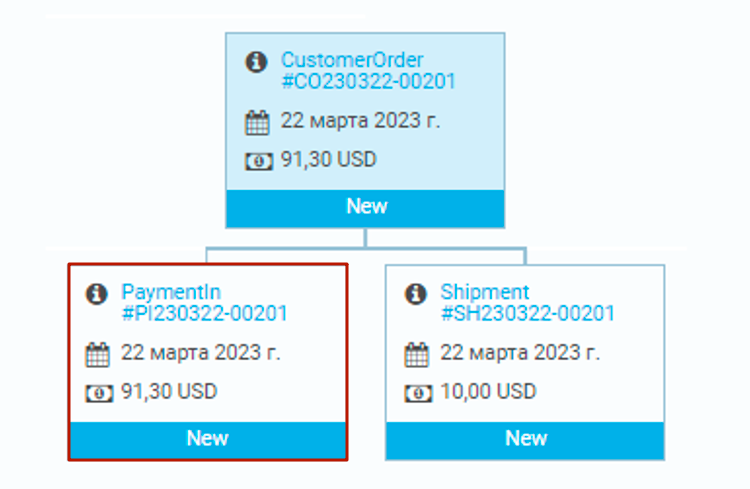 CustomerOrder
#CO230322-00201
22 марта 2023 г.
91,30 USD
New
PaymentIn
#PI230322-00201
22 марта 2023 г.
91,30 USD
New
Shipment
#SH230322-00201
22 марта 2023 г.
10,00 USD
New